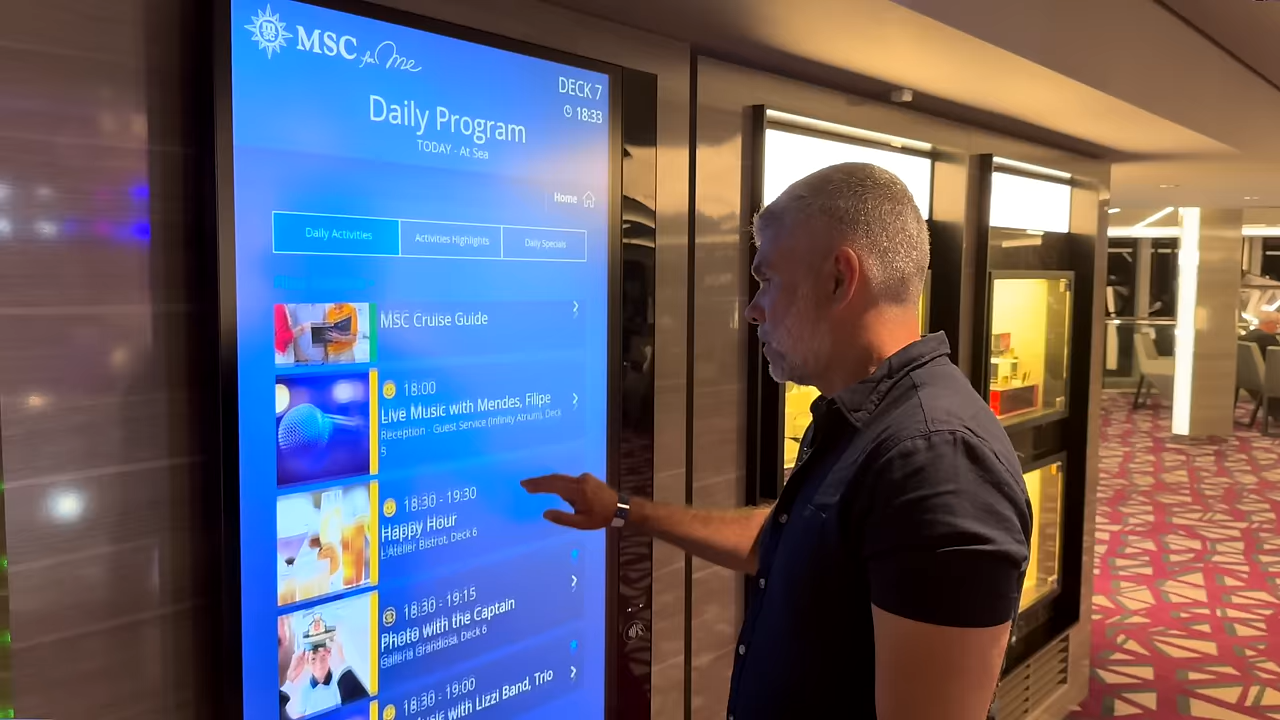 MSC for Me
DECK 7
18:33
Daily Program
TODAY - At Sea
Home
Daily Activities
Activities Highlights
Daily Specials
MSC Cruise Guide
18:00
Live Music with Mendes, Filipe
Reception - Guest Service (Infinity Atrium), Deck
5
18:30 - 19:30
Happy Hour
L'Atelier Bistrot, Deck 6
18:30 - 19:15
Photo with the Captain
Galleria Grandiosa, Deck 6
18:30 - 19:00
Music with Lizzi Band, Trio